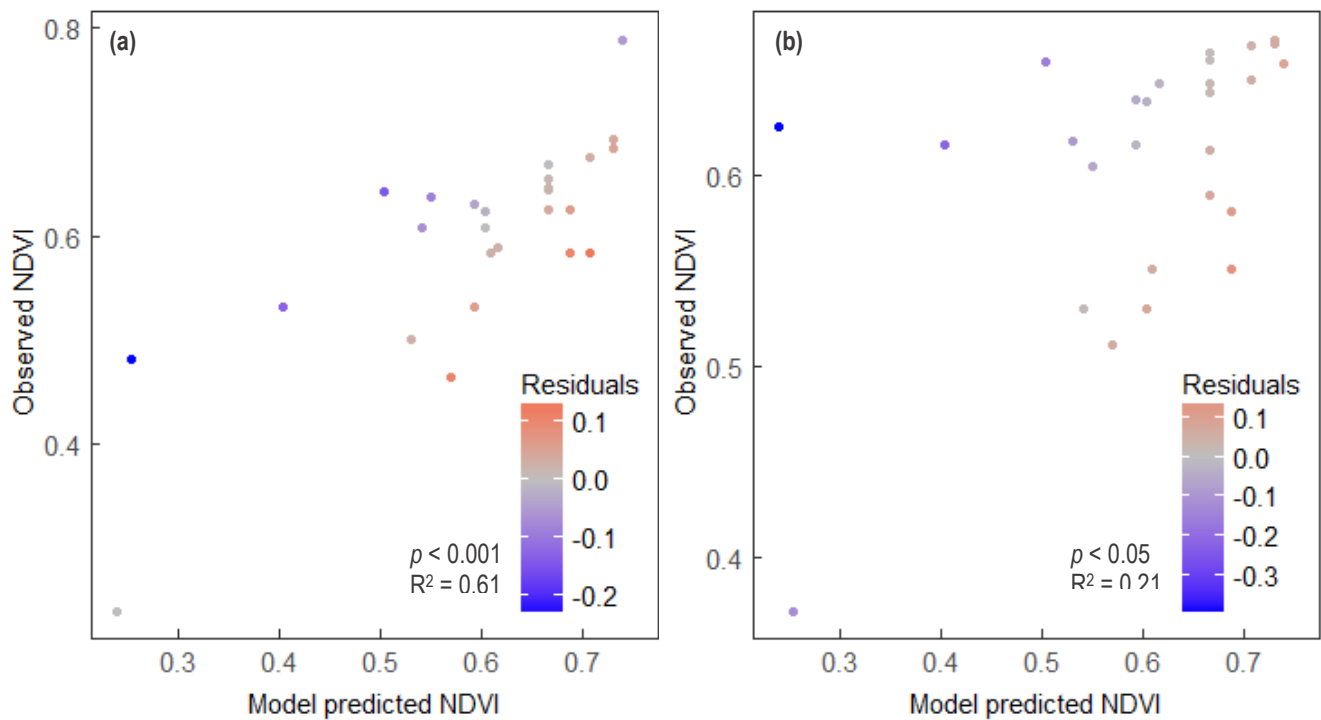 (a)
0.8
0.6
0.4
Observed NDVI
Residuals
0.1
0.0
-0.1
-0.2
p < 0.001
R² = 0.61
0.3 0.4 0.5 0.6 0.7
Model predicted NDVI
(b)
0.6
0.5
0.4
Observed NDVI
Residuals
0.1
0.0
-0.1
-0.2
-0.3
p < 0.05
R² = 0.21
0.3 0.4 0.5 0.6 0.7
Model predicted NDVI